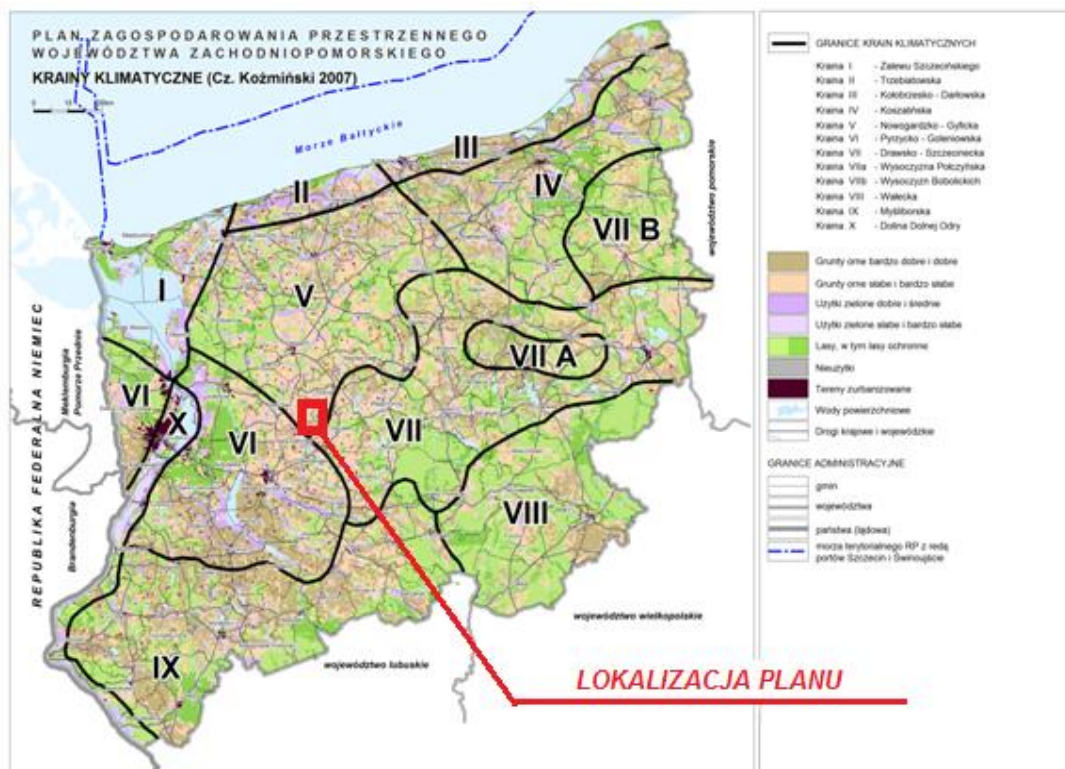 PLAN ZAGOSPODAROWANIA PRZESTRZENNEGO
WOJEWÓDZTWA ZACHODNIOPOMORSKIEGO
KRAINY KLIMATYCZNE (Cz. Koźmiński 2007)
Morze Bałtyckie
I
II
III
IV
V
VI
VI
VII
VII A
VII B
VIII
IX
X
REPUBLIKA FEDERALNA NIEMIEC
Meklemburgia
Pomorze Przednie
Brandenburgia
województwo pomorskie
województwo wielkopolskie
województwo lubuskie
LOKALIZACJA PLANU
GRANICE KRAIN KLIMATYCZNYCH
Kraina I - Zalewu Szczecińskiego
Kraina II - Trzebiatowska
Kraina III - Kołobrzesko - Darłowska
Kraina IV - Koszalińska
Kraina V - Nowogardzko - Gryficka
Kraina VI - Pyrzycko - Goleniowska
Kraina VII - Drawsko - Szczecinecka
Kraina VIIa - Wysoczyzna Połczyńska
Kraina VIIb - Wysoczyzn Bobolickich
Kraina VIII - Wałecka
Kraina IX - Myśliborska
Kraina X - Dolina Dolnej Odry
Grunty orne bardzo dobre i dobre
Grunty orne słabe i bardzo słabe
Użytki zielone dobre i średnie
Użytki zielone słabe i bardzo słabe
Lasy, w tym lasy ochronne
Nieużytki
Tereny zurbanizowane
Wody powierzchniowe
Drogi krajowe i wojewódzkie
GRANICE ADMINISTRACYJNE
gmin
województwa
państwa (lądowa)
morza terytorialnego RP z redą
portów Szczecin i Świnoujście